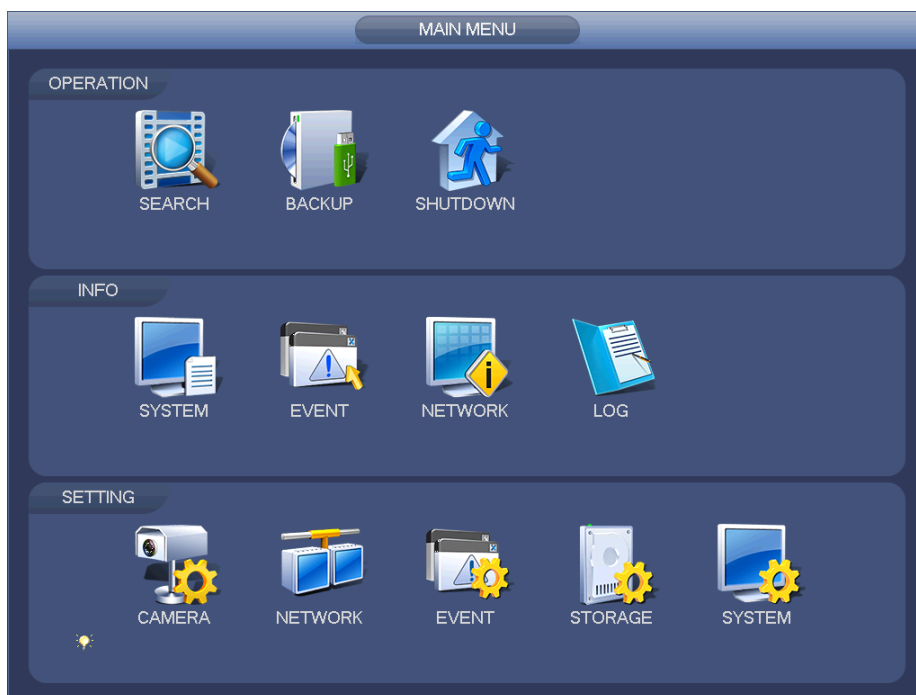 MAIN MENU
OPERATION
SEARCH BACKUP SHUTDOWN
INFO
SYSTEM EVENT NETWORK LOG
SETTING
CAMERA NETWORK EVENT STORAGE SYSTEM